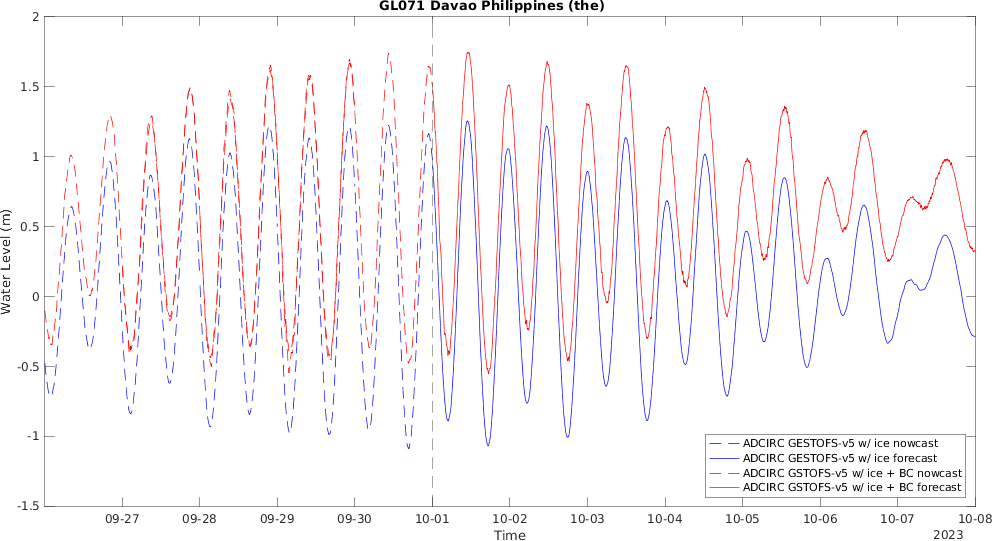 GL071 Davao Philippines (the)
2
1.5
1
0.5
0
-0.5
-1
-1.5
Water Level (m)
09-27 09-28 09-29 09-30 10-01 10-02 10-03 10-04 10-05 10-06 10-07 10-08
Time
2023
ADCIRC GESTOFS-v5 w/ ice nowcast
ADCIRC GESTOFS-v5 w/ ice forecast
ADCIRC GSTOFS-v5 w/ ice + BC nowcast
ADCIRC GSTOFS-v5 w/ ice + BC forecast